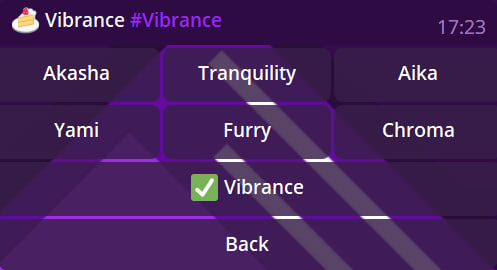 🍰 Vibrance #Vibrance
17:23
Akasha Tranquility Aika
Yami Furry Chroma
✅ Vibrance
Back